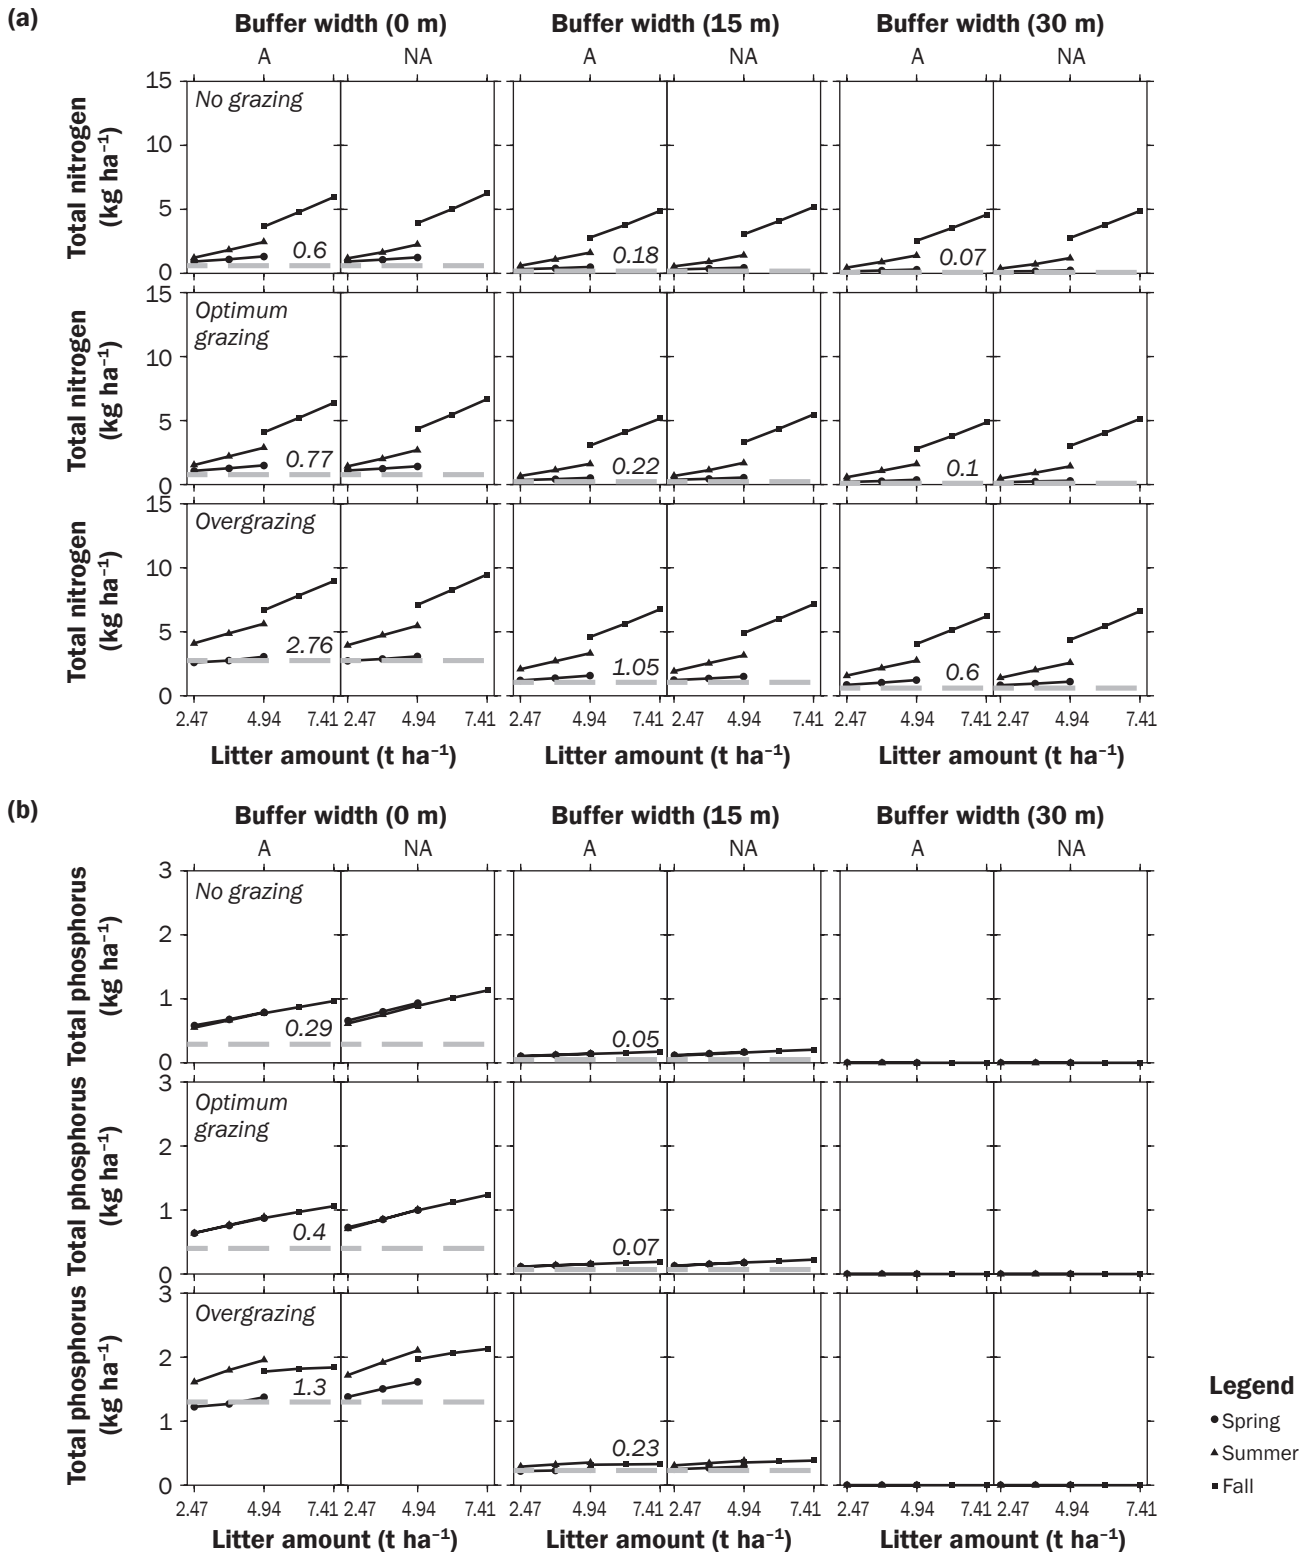 (a)
Buffer width (0 m) Buffer width (15 m) Buffer width (30 m)
A NA A NA A NA
Total nitrogen
(kg ha⁻¹)
15
10
5
0
No grazing
0.6 0.18 0.07
Total nitrogen
(kg ha⁻¹)
15
10
5
0
Optimum
grazing
0.77 0.22 0.1
Total nitrogen
(kg ha⁻¹)
15
10
5
0
Overgrazing
2.76 1.05 0.6
2.47 4.94 7.41 2.47 4.94 7.41 2.47 4.94 7.41 2.47 4.94 7.41 2.47 4.94 7.41 2.47 4.94 7.41
Litter amount (t ha⁻¹) Litter amount (t ha⁻¹) Litter amount (t ha⁻¹)
(b)
Buffer width (0 m) Buffer width (15 m) Buffer width (30 m)
A NA A NA A NA
Total phosphorus
(kg ha⁻¹)
3
2
1
0
No grazing
0.29 0.05
Total phosphorus
(kg ha⁻¹)
3
2
1
0
Optimum
grazing
0.4 0.07
Total phosphorus
(kg ha⁻¹)
3
2
1
0
Overgrazing
1.3 0.23
2.47 4.94 7.41 2.47 4.94 7.41 2.47 4.94 7.41 2.47 4.94 7.41 2.47 4.94 7.41 2.47 4.94 7.41
Litter amount (t ha⁻¹) Litter amount (t ha⁻¹) Litter amount (t ha⁻¹)
Legend
Spring
Summer
Fall